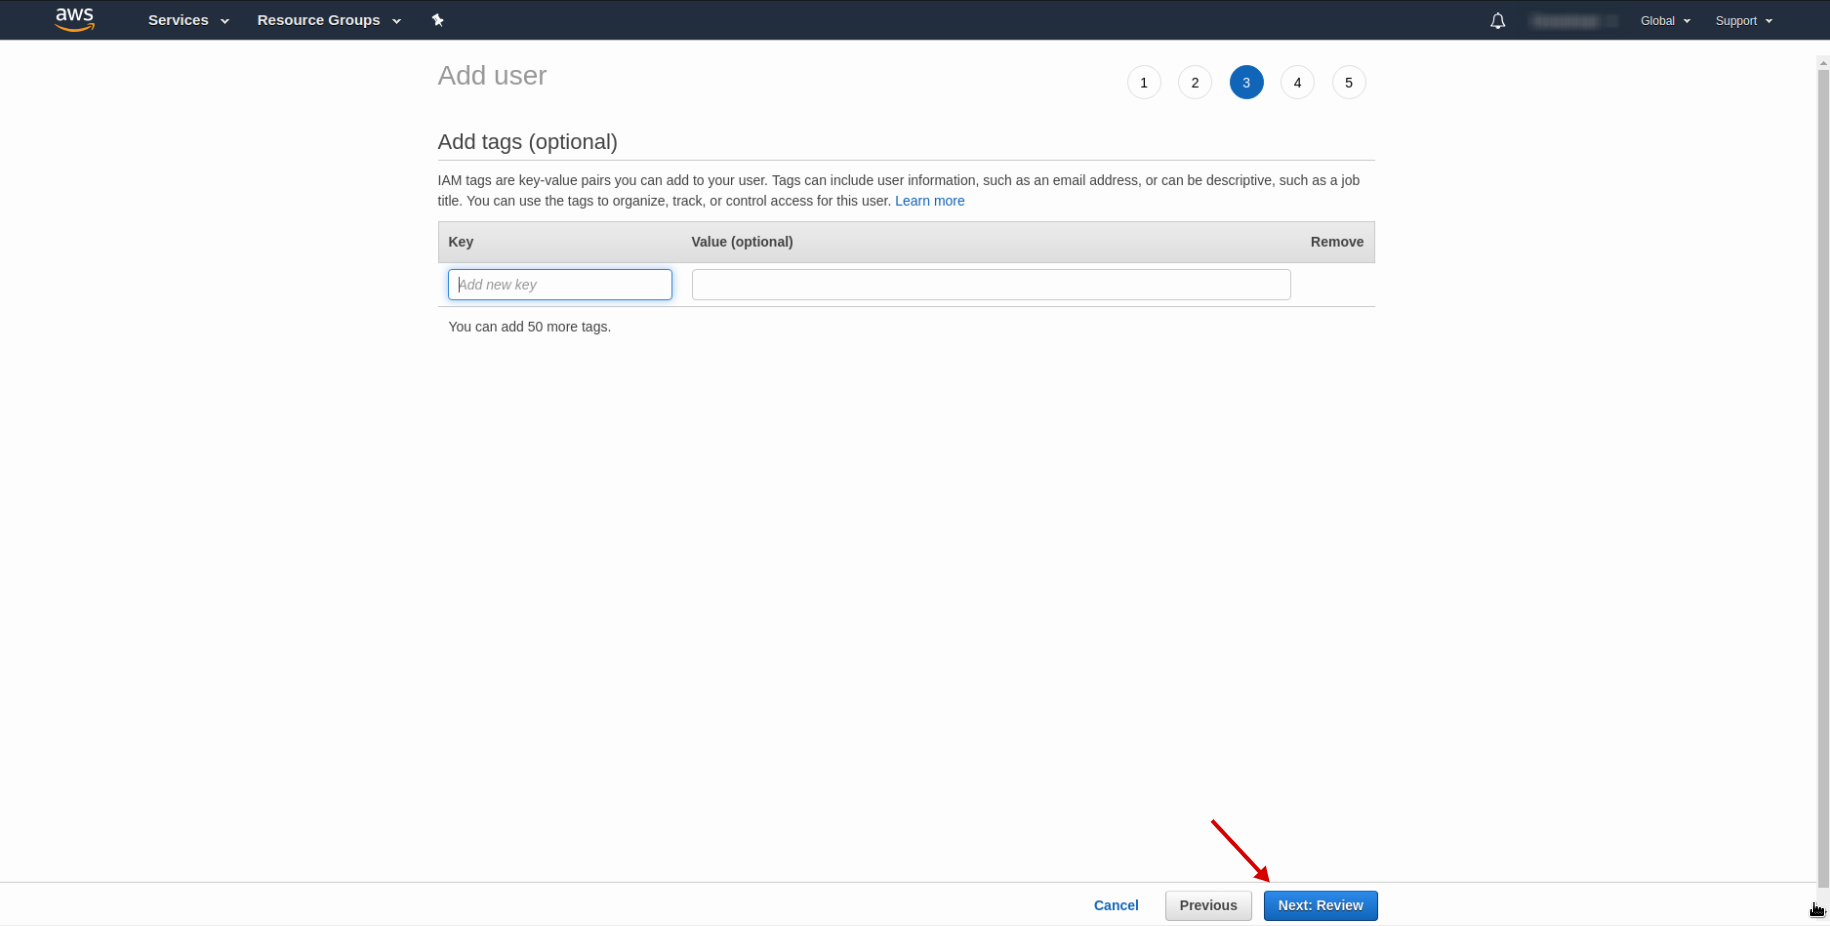 aws Services Resource Groups Global Support
Add user
1 2 3 4 5
Add tags (optional)
IAM tags are key-value pairs you can add to your user. Tags can include user information, such as an email address, or can be descriptive, such as a job
title. You can use the tags to organize, track, or control access for this user. Learn more
Key Value (optional) Remove
Add new key
You can add 50 more tags.
Cancel Previous Next: Review